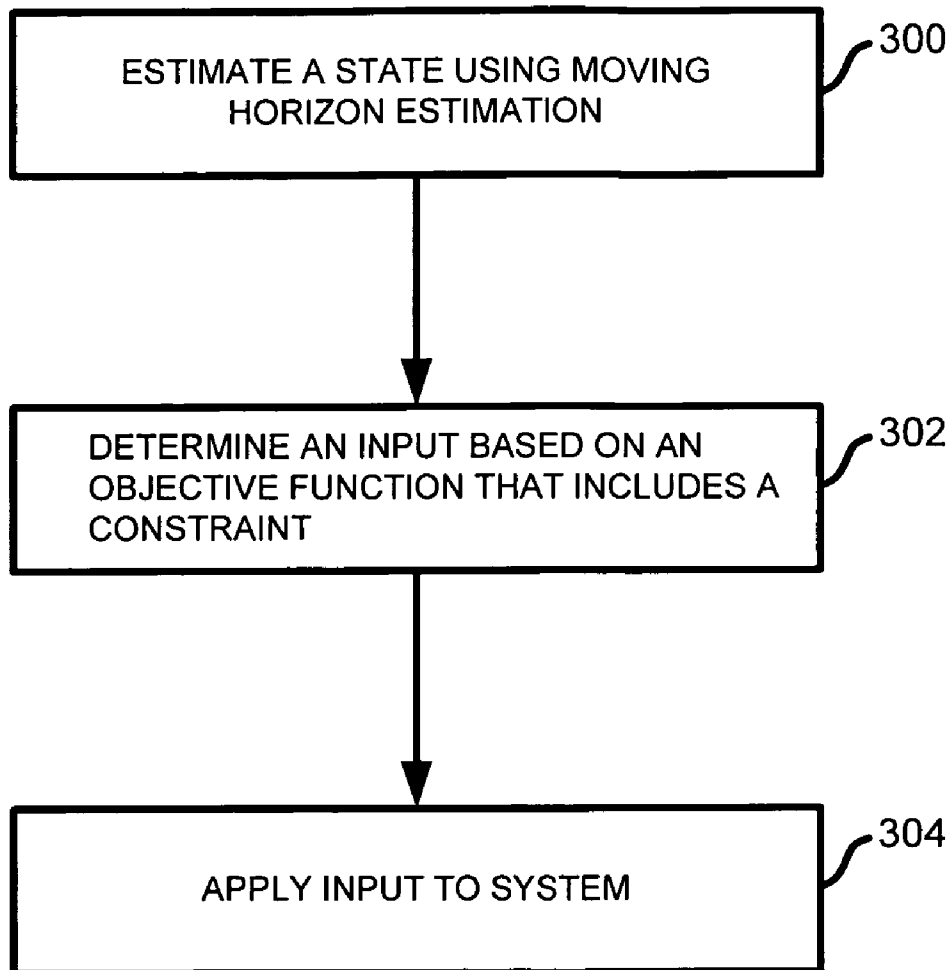 300
ESTIMATE A STATE USING MOVING
HORIZON ESTIMATION
302
DETERMINE AN INPUT BASED ON AN
OBJECTIVE FUNCTION THAT INCLUDES A
CONSTRAINT
304
APPLY INPUT TO SYSTEM